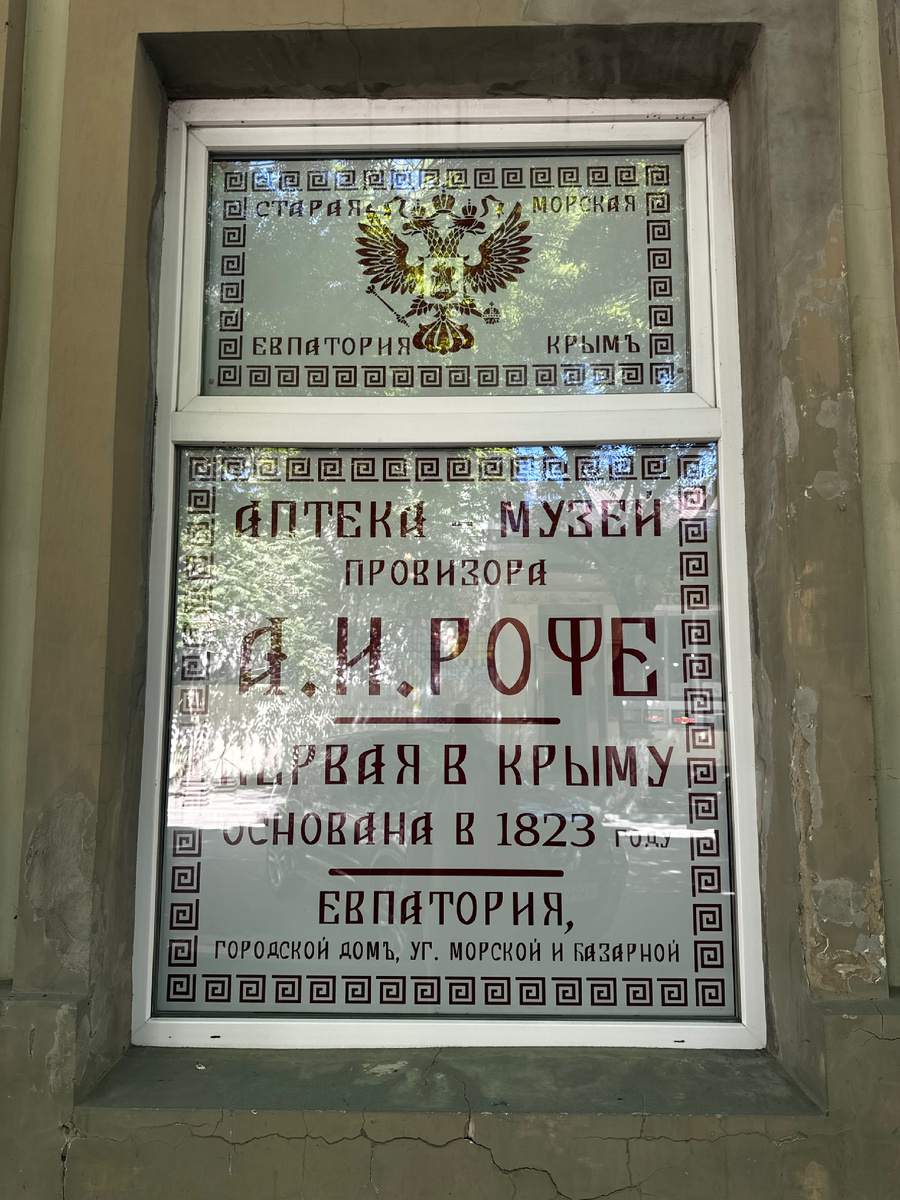 СТАРАЯ МОРСКАЯ
ЕВПАТОРИЯ КРЫМЪ
АПТЕКА - МУЗЕЙ
ПРОВИЗОРА
А.И.РОФЕ
ПЕРВАЯ В КРЫМУ
ОСНОВАНА В 1823 ГОДУ
ЕВПАТОРИЯ,
ГОРОДСКОЙ ДОМЪ, УГ. МОРСКОЙ И БАЗАРНОЙ